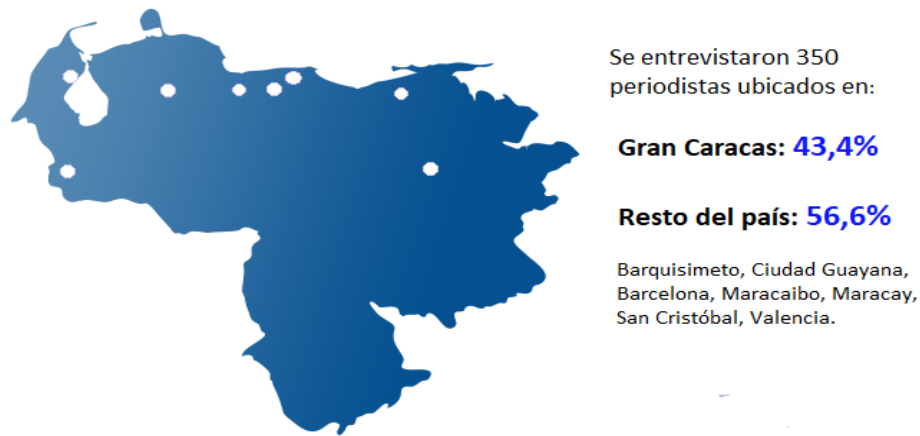 Se entrevistaron 350
periodistas ubicados en:
Gran Caracas: 43,4%
Resto del país: 56,6%
Barquisimeto, Ciudad Guayana,
Barcelona, Maracaibo, Maracay,
San Cristóbal, Valencia.